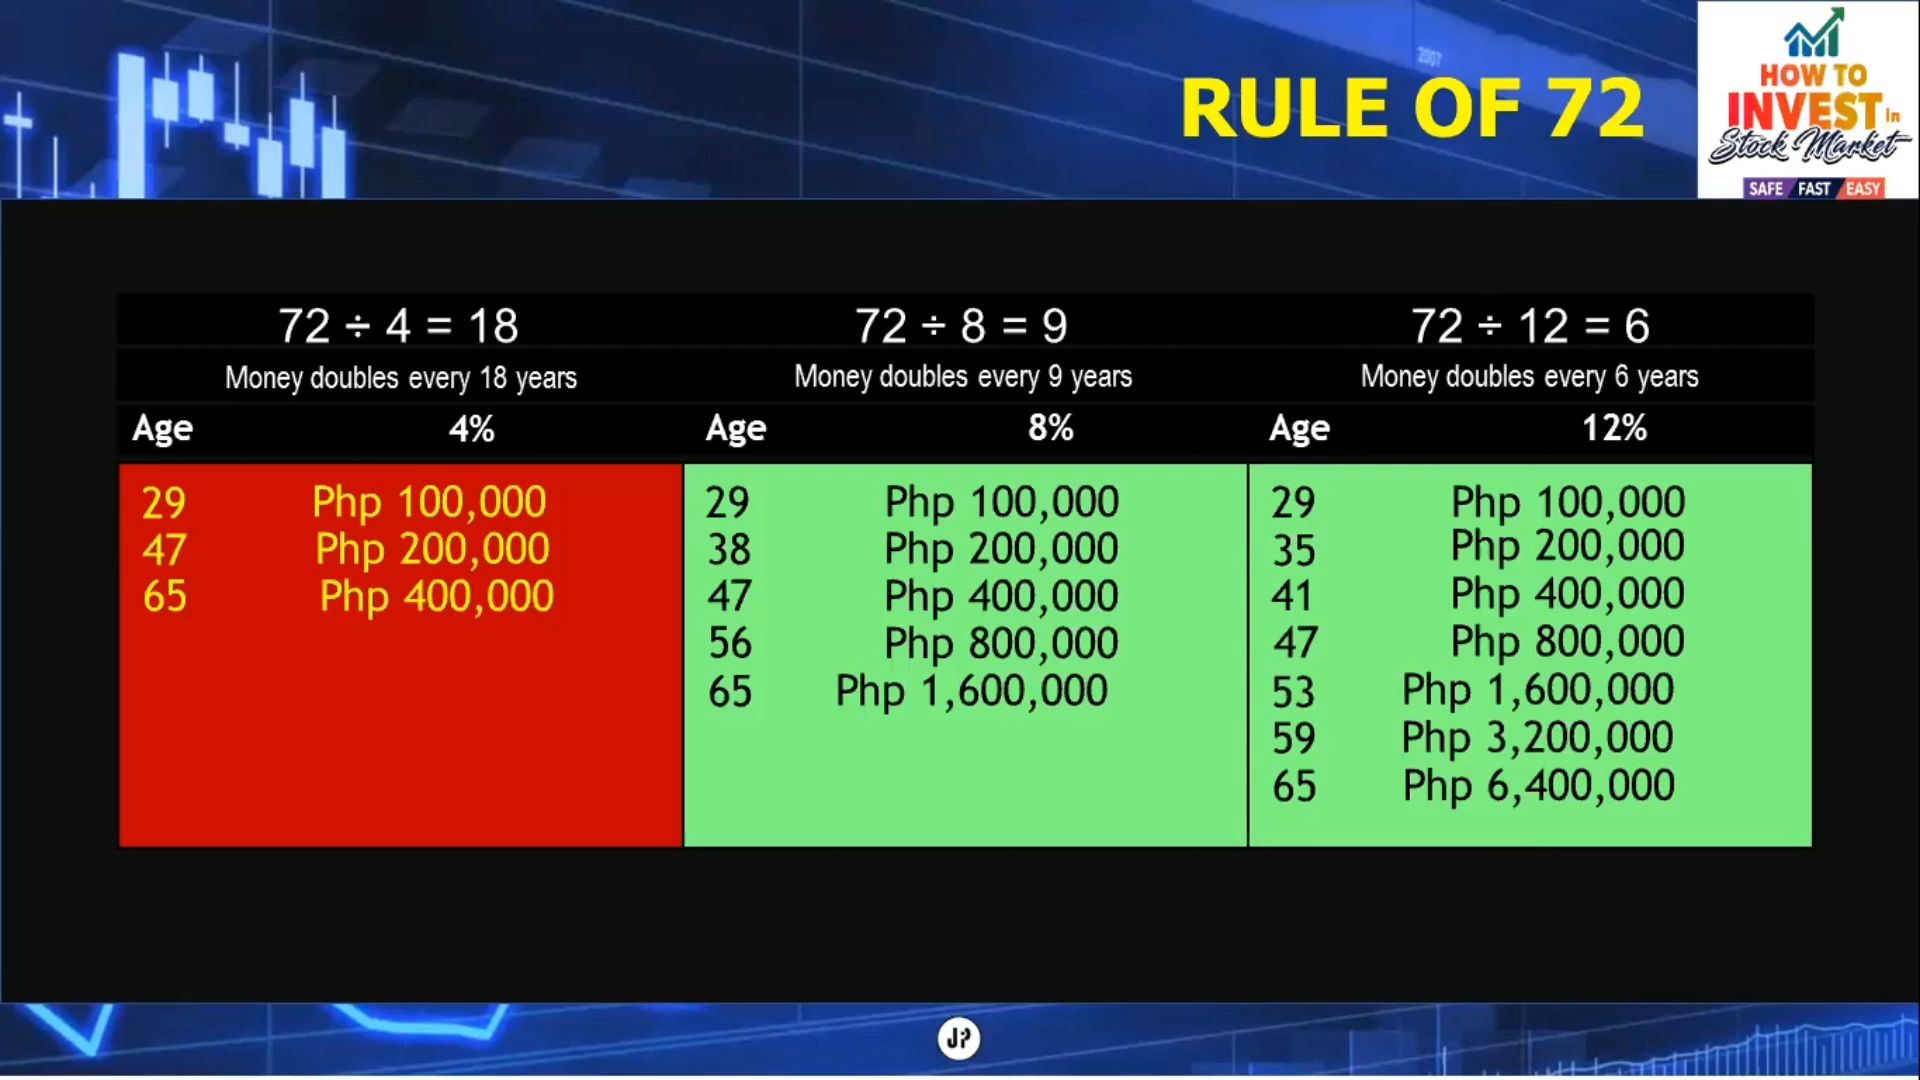 2007
RULE OF 72
HOW TO
INVEST in
Stock Market
SAFE FAST EASY
72 ÷ 4 = 18 72 ÷ 8 = 9 72 ÷ 12 = 6
Money doubles every 18 years Money doubles every 9 years Money doubles every 6 years
Age 4% Age 8% Age 12%
29 Php 100,000 29 Php 100,000 29 Php 100,000
47 Php 200,000 38 Php 200,000 35 Php 200,000
65 Php 400,000 47 Php 400,000 41 Php 400,000
56 Php 800,000 47 Php 800,000
65 Php 1,600,000 53 Php 1,600,000
59 Php 3,200,000
65 Php 6,400,000